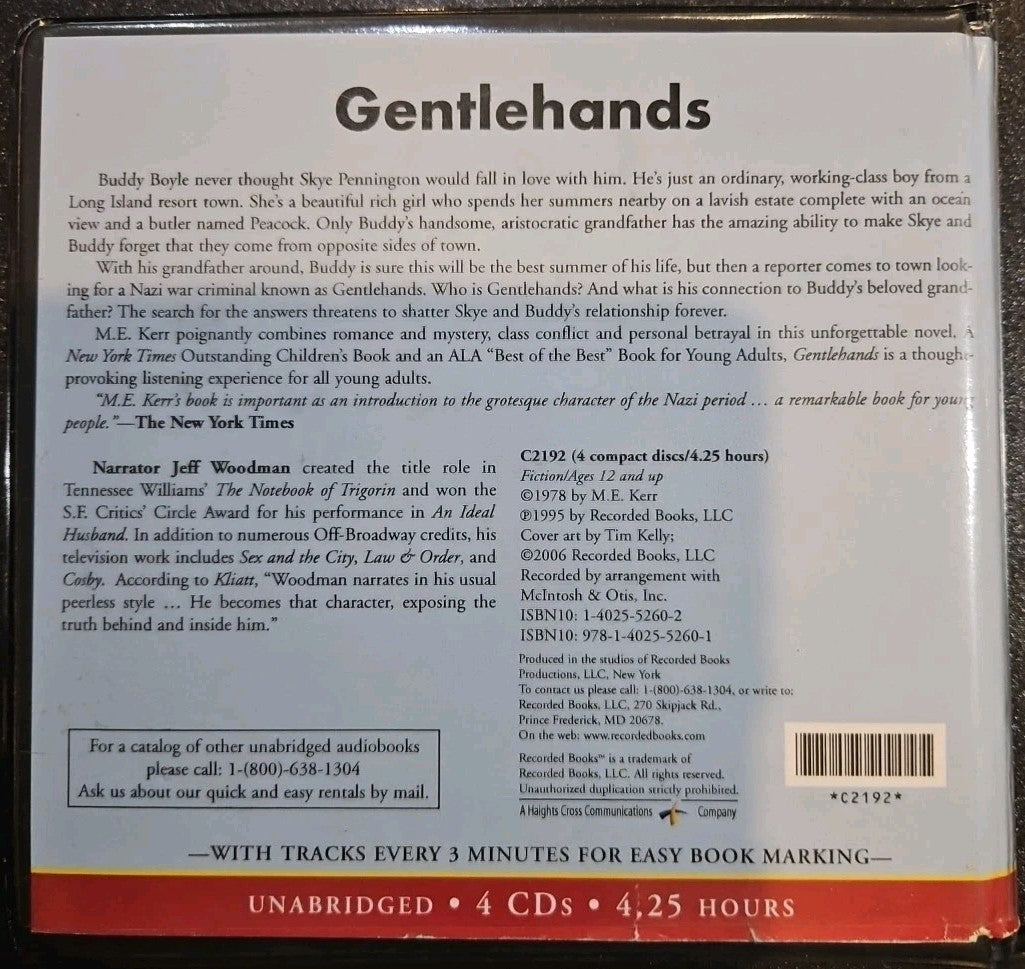 Gentlehands
Buddy Boyle never thought Skye Pennington would fall in love with him. He's just an ordinary, working-class boy from a
Long Island resort town. She's a beautiful rich girl who spends her summers nearby on a lavish estate complete with an ocean
view and a butler named Peacock. Only Buddy's handsome, aristocratic grandfather has the amazing ability to make Skye and
Buddy forget that they come from opposite sides of town.
With his grandfather around, Buddy is sure this will be the best summer of his life, but then a reporter comes to town look-
ing for a Nazi war criminal known as Gentlehands. Who is Gentlehands? And what is his connection to Buddy's beloved grand-
father? The search for the answers threatens to shatter Skye and Buddy's relationship forever.
M.E. Kerr poignantly combines romance and mystery, class conflict and personal betrayal in this unforgettable novel. A
New York Times Outstanding Children's Book and an ALA "Best of the Best" Book for Young Adults, Gentlehands is a thought-
provoking listening experience for all young adults.
"M.E. Kerr's book is important as an introduction to the grotesque character of the Nazi period ... a remarkable book for young
people."—The New York Times
Narrator Jeff Woodman created the title role in
Tennessee Williams' The Notebook of Trigorin and won the
S.F. Critics' Circle Award for his performance in An Ideal
Husband. In addition to numerous Off-Broadway credits, his
television work includes Sex and the City, Law & Order, and
Cosby. According to Kliatt, "Woodman narrates in his usual
peerless style ... He becomes that character, exposing the
truth behind and inside him."
For a catalog of other unabridged audiobooks
please call: 1-(800)-638-1304
Ask us about our quick and easy rentals by mail.
C2192 (4 compact discs/4.25 hours)
Fiction/Ages 12 and up
©1978 by M.E. Kerr
℗1995 by Recorded Books, LLC
Cover art by Tim Kelly;
©2006 Recorded Books, LLC
Recorded by arrangement with
McIntosh & Otis, Inc.
ISBN10: 1-4025-5260-2
ISBN10: 978-1-4025-5260-1
Produced in the studios of Recorded Books
Productions, LLC, New York
To contact us please call: 1-(800)-638-1304, or write to:
Recorded Books, LLC, 270 Skipjack Rd.,
Prince Frederick, MD 20678.
On the web: www.recordedbooks.com
Recorded Books™ is a trademark of
Recorded Books, LLC. All rights reserved.
Unauthorized duplication strictly prohibited.
A Haights Cross Communications Company
*C2192*
—WITH TRACKS EVERY 3 MINUTES FOR EASY BOOK MARKING—
UNABRIDGED • 4 CDs • 4.25 HOURS